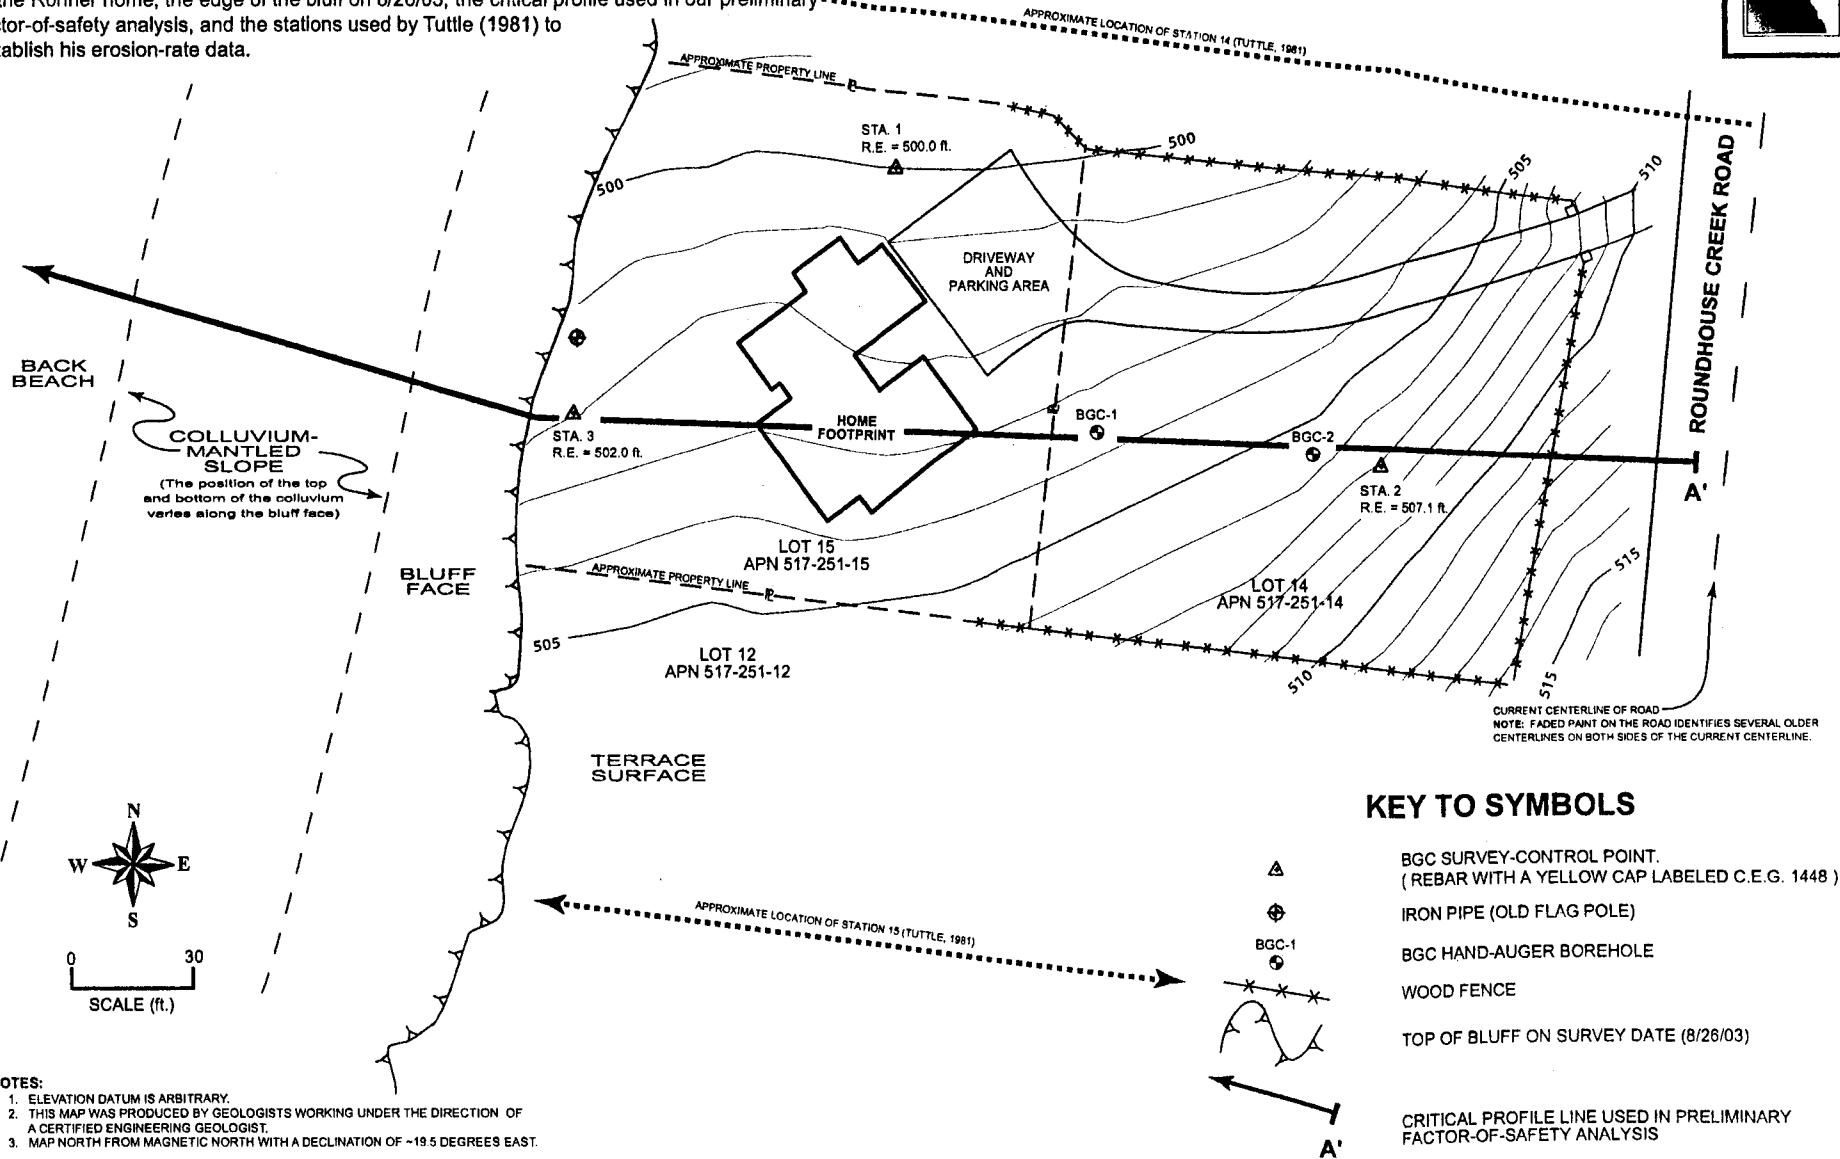 the Rohner home, the edge of the bluff on 8/26/03, the critical profile used in our preliminary
tor-of-safety analysis, and the stations used by Tuttle (1981) to
tablish his erosion-rate data.
APPROXIMATE LOCATION OF STATION 14 (TUTTLE, 1981)
APPROXIMATE PROPERTY LINE
STA. 1
R.E. = 500.0 ft.
500
500
505
510
ROUNDHOUSE CREEK ROAD
DRIVEWAY
AND
PARKING AREA
BACK
BEACH
COLLUVIUM-
MANTLED
SLOPE
(The position of the top
and bottom of the colluvium
varies along the bluff face)
STA. 3
R.E. = 502.0 ft.
HOME
FOOTPRINT
BGC-1
BGC-2
STA. 2
R.E. = 507.1 ft.
A'
LOT 15
APN 517-251-15
BLUFF
FACE
APPROXIMATE PROPERTY LINE
LOT 14
APN 517-251-14
515
505
LOT 12
APN 517-251-12
510
515
CURRENT CENTERLINE OF ROAD
NOTE: FADED PAINT ON THE ROAD IDENTIFIES SEVERAL OLDER
CENTERLINES ON BOTH SIDES OF THE CURRENT CENTERLINE.
TERRACE
SURFACE
N
W E
S
0 30
SCALE (ft.)
APPROXIMATE LOCATION OF STATION 15 (TUTTLE, 1981)
KEY TO SYMBOLS
BGC SURVEY-CONTROL POINT.
( REBAR WITH A YELLOW CAP LABELED C.E.G. 1448 )
IRON PIPE (OLD FLAG POLE)
BGC-1
BGC HAND-AUGER BOREHOLE
WOOD FENCE
TOP OF BLUFF ON SURVEY DATE (8/26/03)
CRITICAL PROFILE LINE USED IN PRELIMINARY
FACTOR-OF-SAFETY ANALYSIS
A'
OTES:
1. ELEVATION DATUM IS ARBITRARY.
2. THIS MAP WAS PRODUCED BY GEOLOGISTS WORKING UNDER THE DIRECTION OF
A CERTIFIED ENGINEERING GEOLOGIST.
3. MAP NORTH FROM MAGNETIC NORTH WITH A DECLINATION OF ~19.5 DEGREES EAST.